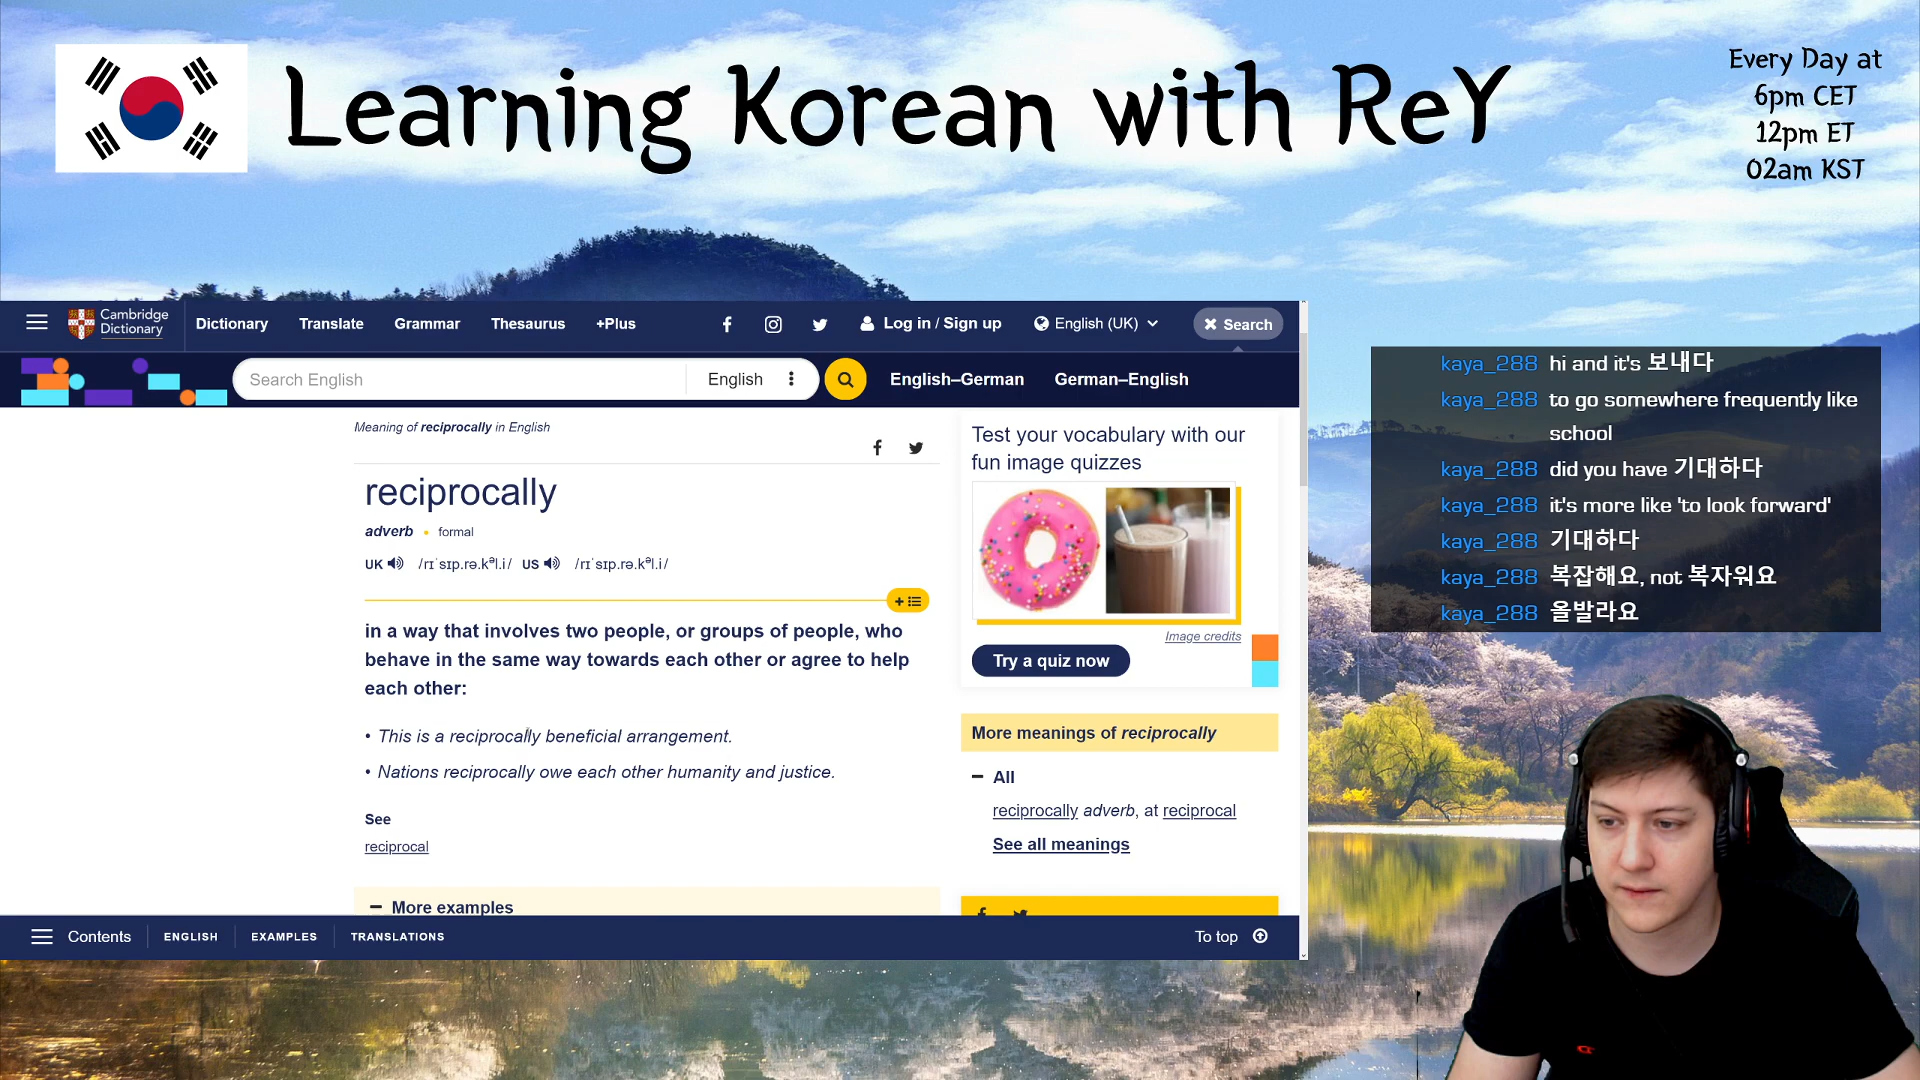 Learning Korean with ReY
Every Day at
6pm CET
12pm ET
02am KST
Cambridge
Dictionary
Dictionary Translate Grammar Thesaurus +Plus Log in / Sign up English (UK) Search
Search English English English–German German–English
Meaning of reciprocally in English
reciprocally
adverb • formal
UK /rɪˈsɪp.rə.kəl.i/ US /rɪˈsɪp.rə.kəl.i/
in a way that involves two people, or groups of people, who
behave in the same way towards each other or agree to help
each other:
• This is a reciprocally beneficial arrangement.
• Nations reciprocally owe each other humanity and justice.
See
reciprocal
More examples
Test your vocabulary with our
fun image quizzes
Image credits
Try a quiz now
More meanings of reciprocally
All
reciprocally adverb, at reciprocal
See all meanings
Contents ENGLISH EXAMPLES TRANSLATIONS To top
kaya_288 hi and it's 보내다
kaya_288 to go somewhere frequently like
school
kaya_288 did you have 기대하다
kaya_288 it's more like 'to look forward'
kaya_288 기대하다
kaya_288 복잡해요, not 복자워요
kaya_288 올발라요